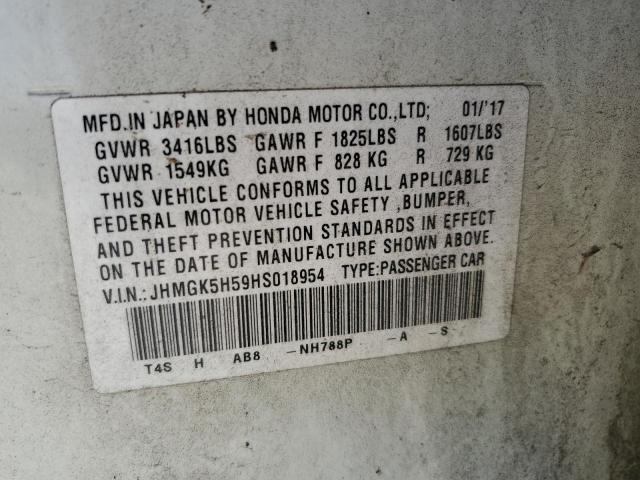 MFD.IN JAPAN BY HONDA MOTOR CO.,LTD; 01/'17
GVWR 3416LBS GAWR F 1825LBS R 1607LBS
GVWR 1549KG GAWR F 828 KG R 729 KG
THIS VEHICLE CONFORMS TO ALL APPLICABLE
FEDERAL MOTOR VEHICLE SAFETY ,BUMPER,
AND THEFT PREVENTION STANDARDS IN EFFECT
ON THE DATE OF MANUFACTURE SHOWN ABOVE.
V.I.N.: JHMGK5H59HS018954 TYPE:PASSENGER CAR
T4S H AB8 -NH788P -A -S